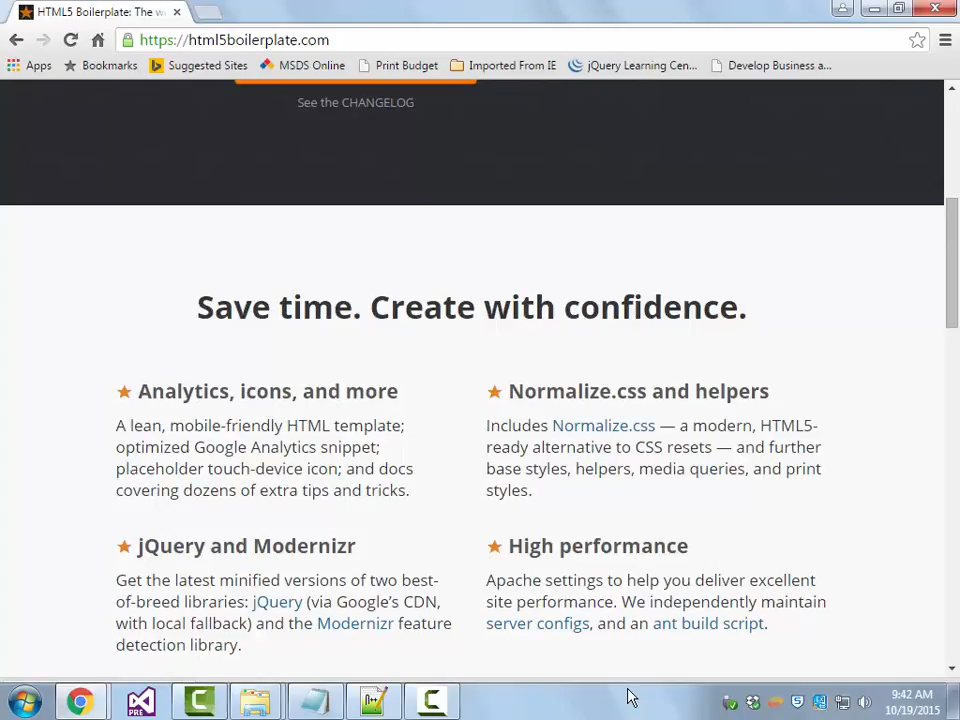 HTML5 Boilerplate: The w
https://html5boilerplate.com
Apps
Bookmarks
Suggested Sites
MSDS Online
Print Budget
Imported From IE
jQuery Learning Cen...
Develop Business a...
See the CHANGELOG
Save time. Create with confidence.
Analytics, icons, and more
A lean, mobile-friendly HTML template;
optimized Google Analytics snippet;
placeholder touch-device icon; and docs
covering dozens of extra tips and tricks.
Normalize.css and helpers
Includes Normalize.css — a modern, HTML5-
ready alternative to CSS resets — and further
base styles, helpers, media queries, and print
styles.
jQuery and Modernizr
Get the latest minified versions of two best-
of-breed libraries: jQuery (via Google’s CDN,
with local fallback) and the Modernizr feature
detection library.
High performance
Apache settings to help you deliver excellent
site performance. We independently maintain
server configs, and an ant build script.
PRE
9:42 AM
10/19/2015